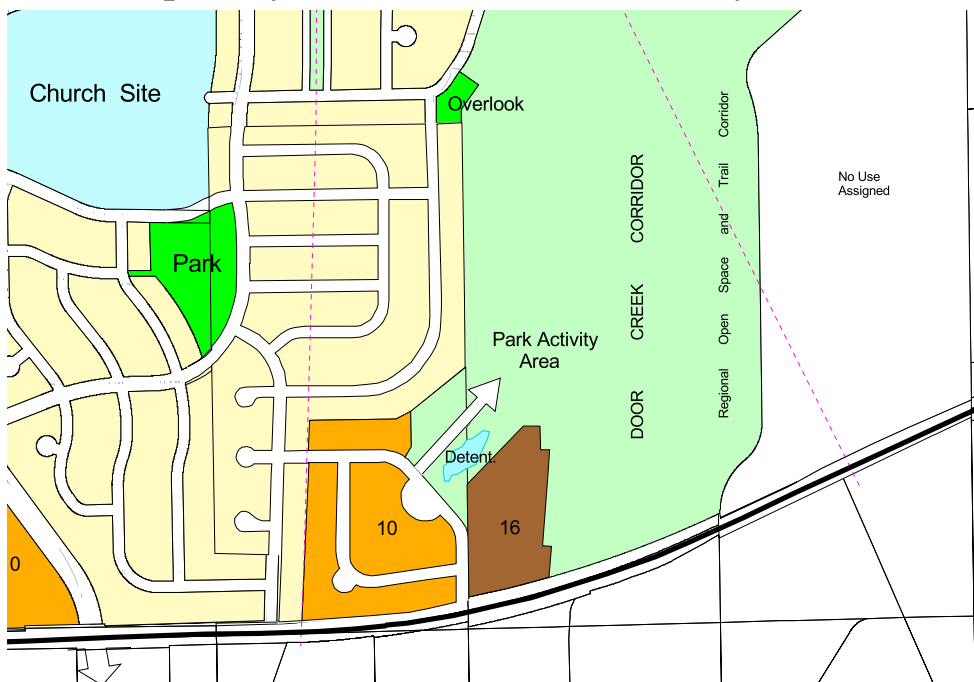 Church Site
Overlook
No Use
Assigned
Park
Park Activity
Area
DOOR CREEK CORRIDOR
Regional Open Space and Trail Corridor
Detent.
10
16
0